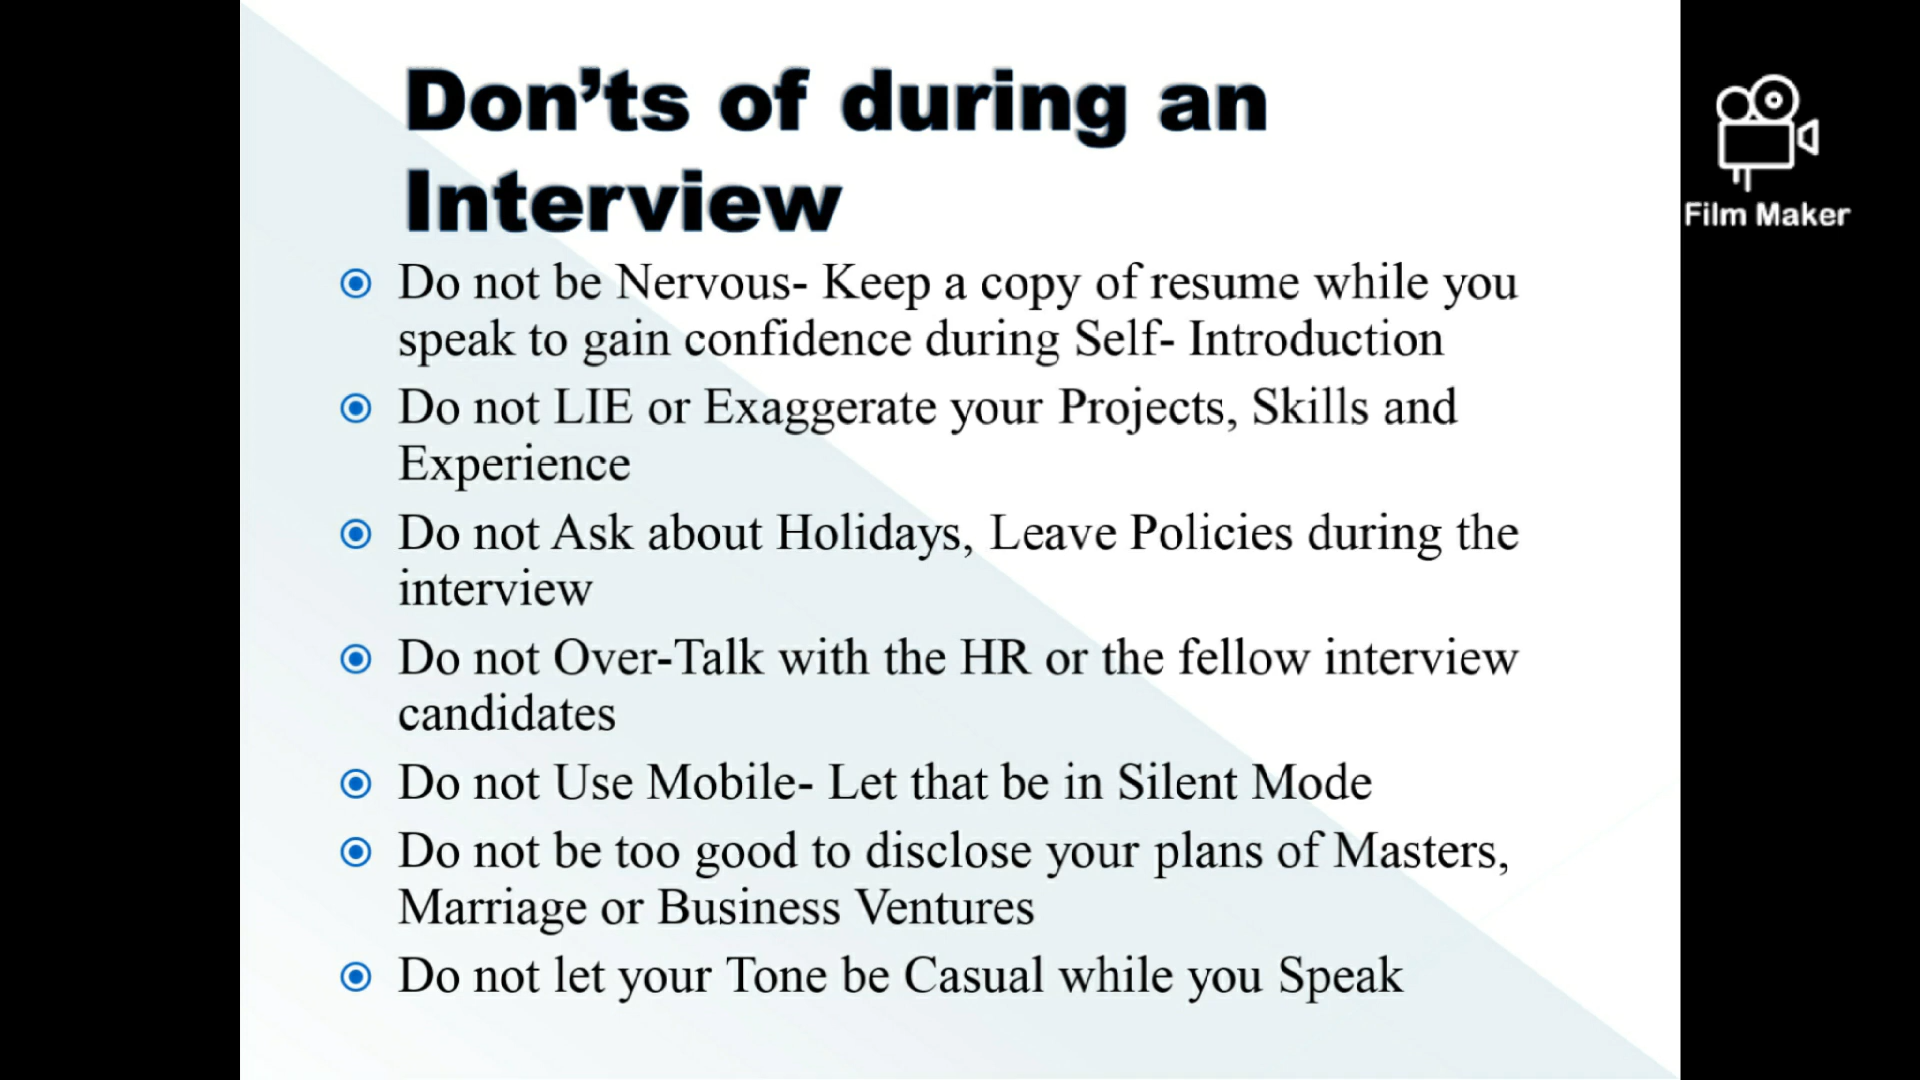 Don’ts of during an
Interview
Do not be Nervous- Keep a copy of resume while you
speak to gain confidence during Self- Introduction
Do not LIE or Exaggerate your Projects, Skills and
Experience
Do not Ask about Holidays, Leave Policies during the
interview
Do not Over-Talk with the HR or the fellow interview
candidates
Do not Use Mobile- Let that be in Silent Mode
Do not be too good to disclose your plans of Masters,
Marriage or Business Ventures
Do not let your Tone be Casual while you Speak
Film Maker